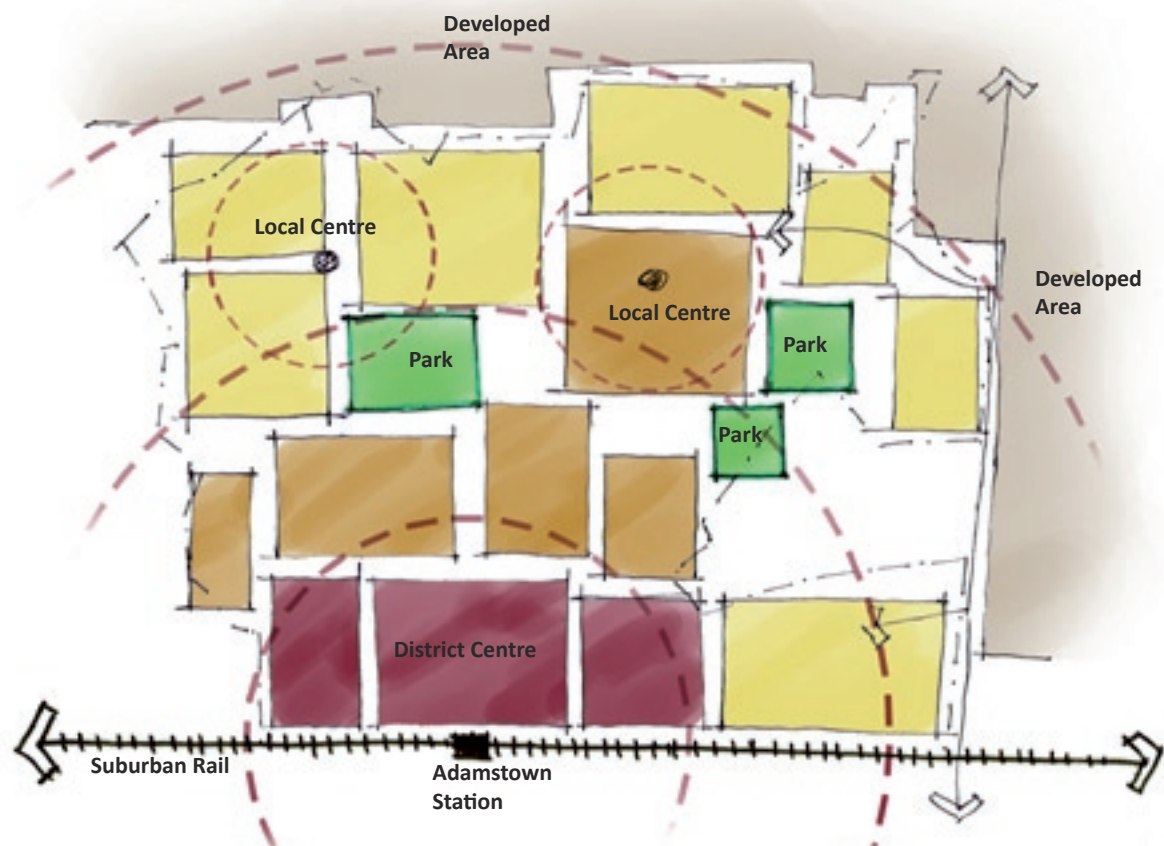 Developed
Area
Local Centre
Developed
Area
Local Centre
Park
Park
Park
District Centre
Suburban Rail
Adamstown
Station